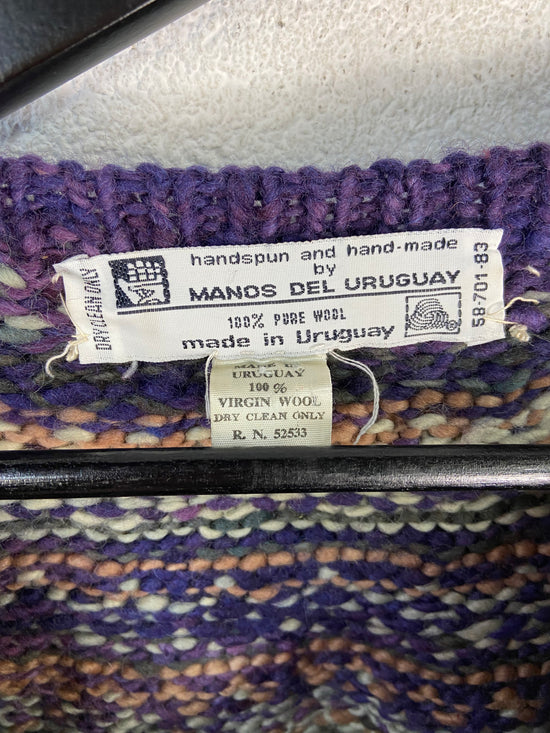 handspun and hand-made
by
MANOS DEL URUGUAY
100% PURE WOOL
made in Uruguay
DRY CLEAN ONLY
58-701-83
MADE IN
URUGUAY
100 %
VIRGIN WOOL
DRY CLEAN ONLY
R. N. 52533